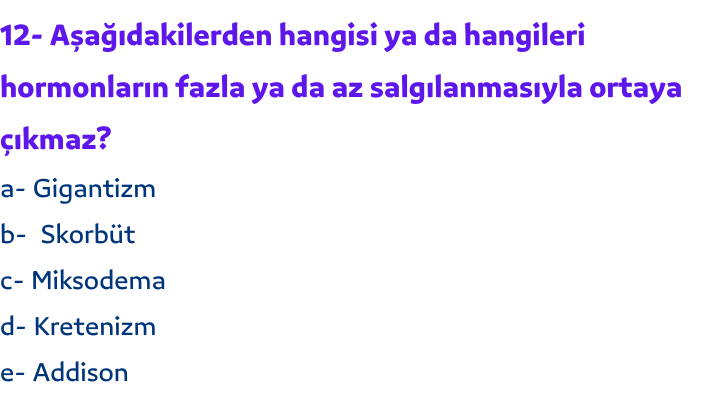 12- Aşağıdakilerden hangisi ya da hangileri
hormonların fazla ya da az salgılanmasıyla ortaya
çıkmaz?
a- Gigantizm
b-  Skorbüt
c- Miksodema
d- Kretenizm
e- Addison